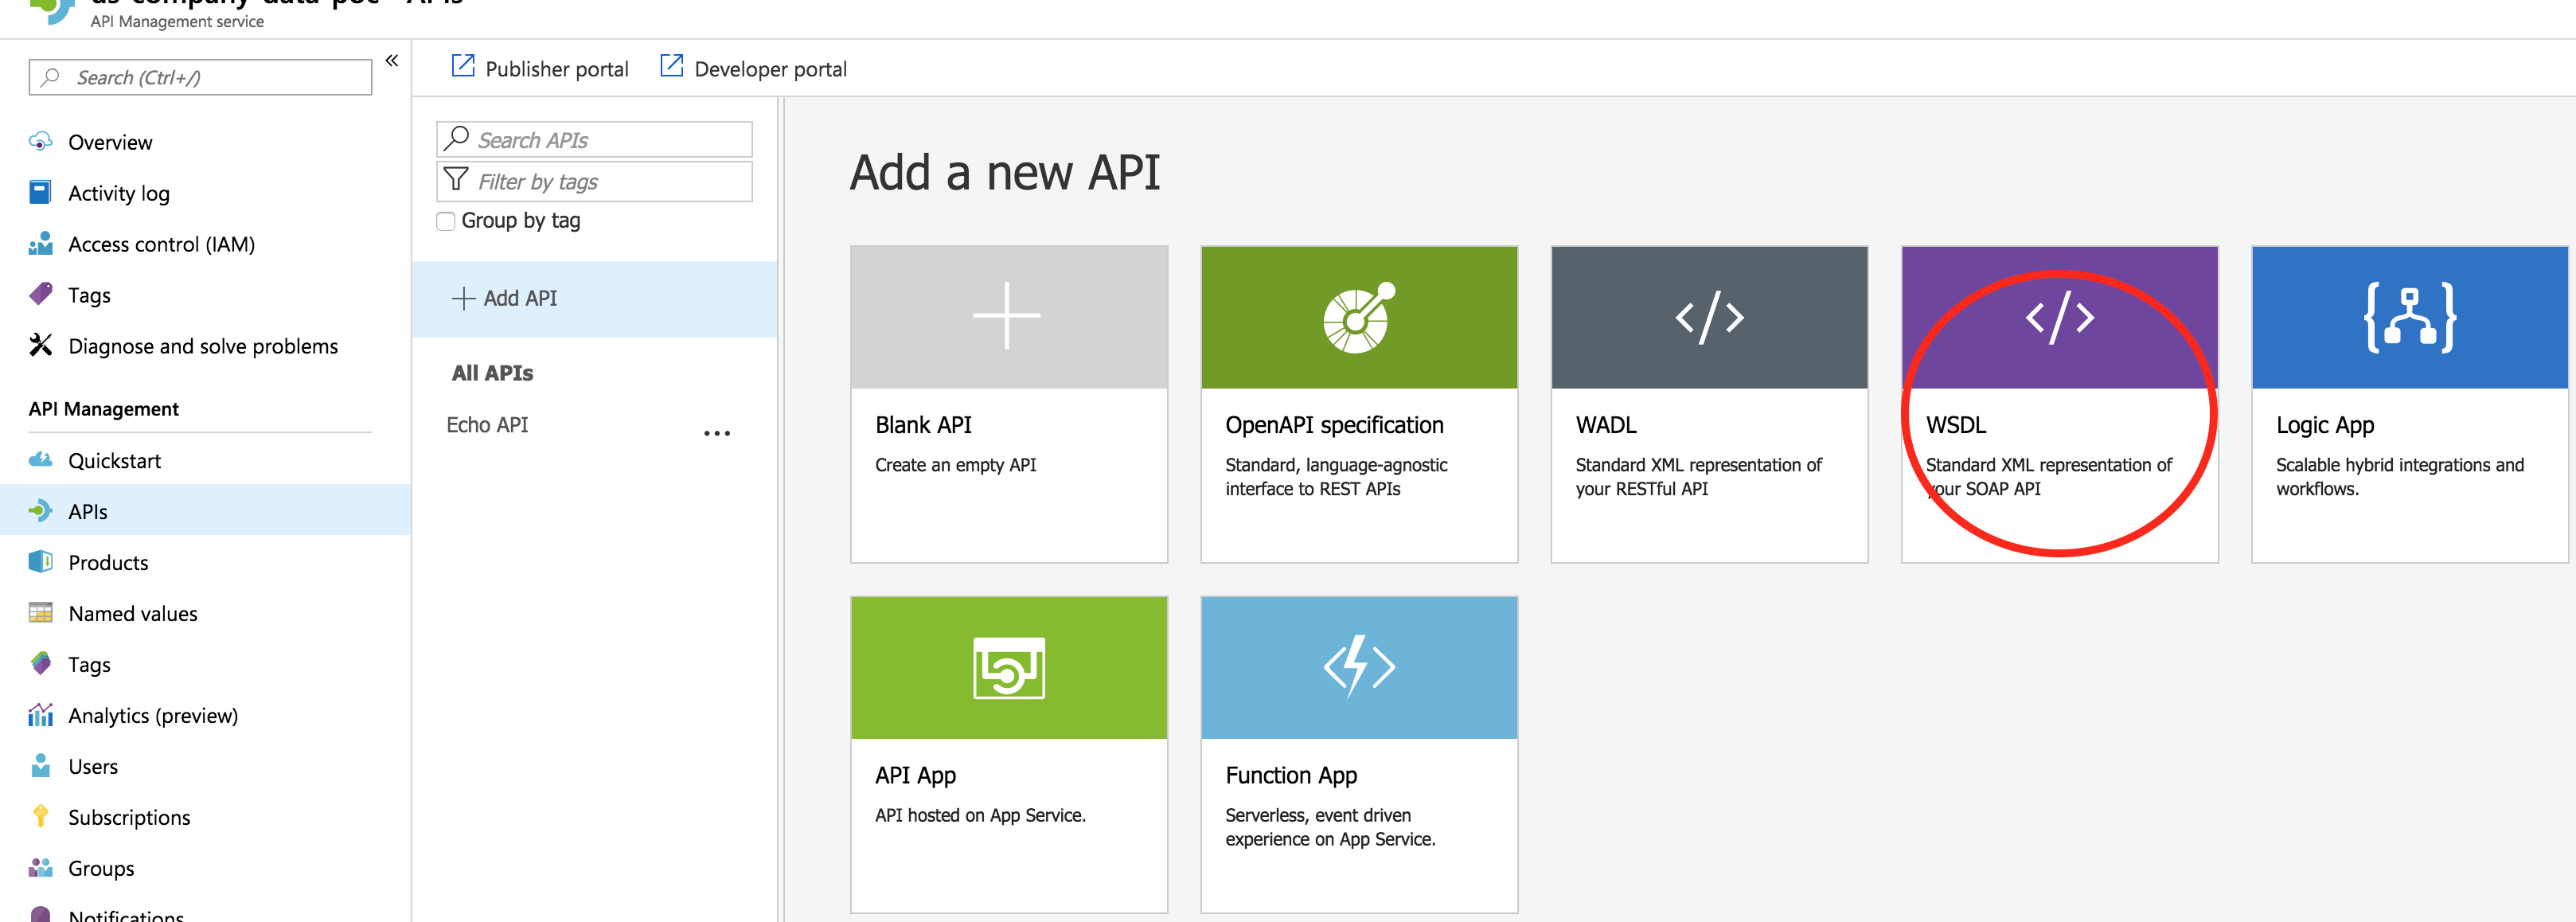 us-company-data-poc - APIs
API Management service
Search (Ctrl+/)
«
Overview
Activity log
Access control (IAM)
Tags
Diagnose and solve problems
API Management
Quickstart
APIs
Products
Named values
Tags
Analytics (preview)
Users
Subscriptions
Groups
Notifications
Publisher portal
Developer portal
Search APIs
Filter by tags
Group by tag
Add API
All APIs
Echo API
...
Add a new API
Blank API
Create an empty API
OpenAPI specification
Standard, language-agnostic
interface to REST APIs
WADL
Standard XML representation of
your RESTful API
WSDL
Standard XML representation of
your SOAP API
Logic App
Scalable hybrid integrations and
workflows.
API App
API hosted on App Service.
Function App
Serverless, event driven
experience on App Service.